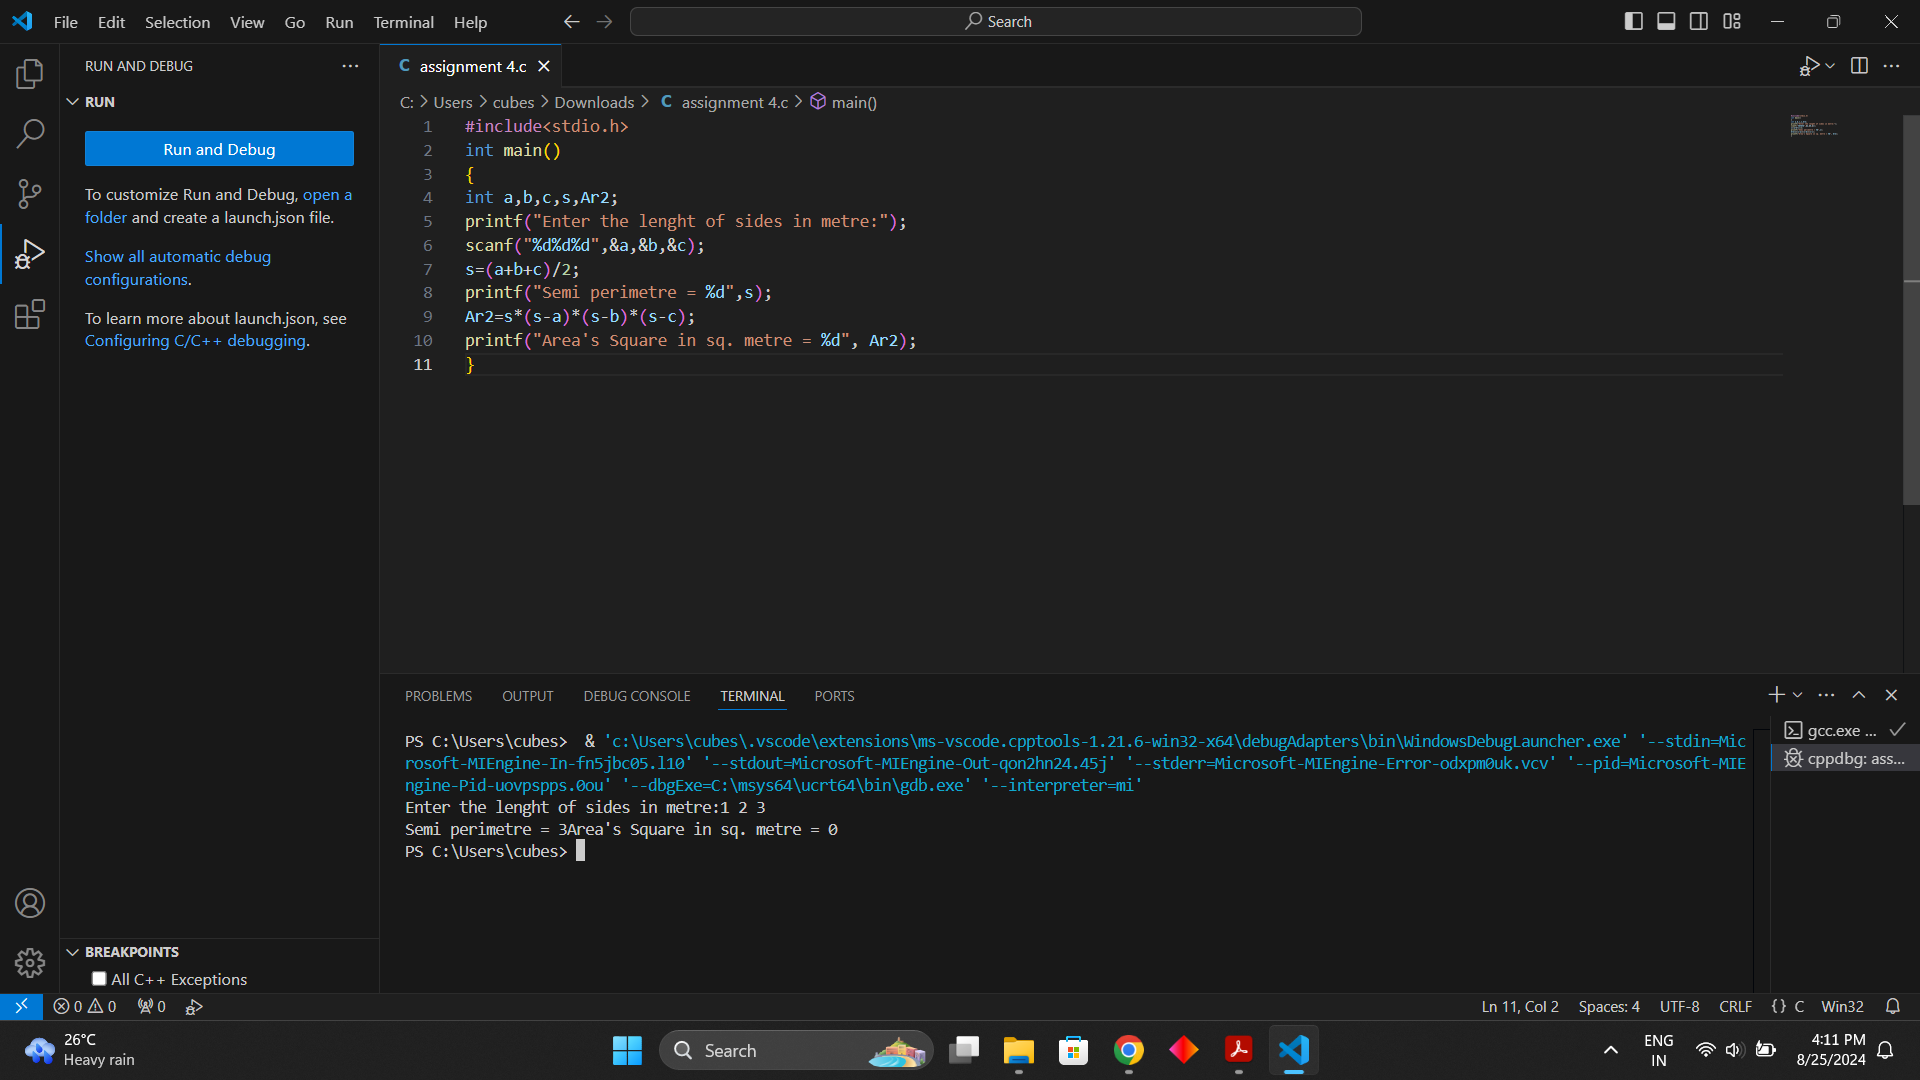 File Edit Selection View Go Run Terminal Help
Search
RUN AND DEBUG
RUN
Run and Debug
To customize Run and Debug, open a
folder and create a launch.json file.
Show all automatic debug
configurations.
To learn more about launch.json, see
Configuring C/C++ debugging.
BREAKPOINTS
All C++ Exceptions
C assignment 4.c
C: > Users > cubes > Downloads > C assignment 4.c > main()
1 #include<stdio.h>
2 int main()
3 {
4 int a,b,c,s,Ar2;
5 printf("Enter the lenght of sides in metre:");
6 scanf("%d%d%d",&a,&b,&c);
7 s=(a+b+c)/2;
8 printf("Semi perimetre = %d",s);
9 Ar2=s*(s-a)*(s-b)*(s-c);
10 printf("Area's Square in sq. metre = %d", Ar2);
11 }
PROBLEMS OUTPUT DEBUG CONSOLE TERMINAL PORTS
PS C:\Users\cubes>  & 'c:\Users\cubes\.vscode\extensions\ms-vscode.cpptools-1.21.6-win32-x64\debugAdapters\bin\WindowsDebugLauncher.exe' '--stdin=Mic
rosoft-MIEngine-In-fn5jbc05.l10' '--stdout=Microsoft-MIEngine-Out-qon2hn24.45j' '--stderr=Microsoft-MIEngine-Error-odxpm0uk.vcv' '--pid=Microsoft-MIE
ngine-Pid-uovpspps.0ou' '--dbgExe=C:\msys64\ucrt64\bin\gdb.exe' '--interpreter=mi'
Enter the lenght of sides in metre:1 2 3
Semi perimetre = 3Area's Square in sq. metre = 0
PS C:\Users\cubes>
gcc.exe ...
cppdbg: ass...
0 0 0
Ln 11, Col 2 Spaces: 4 UTF-8 CRLF {} C Win32
26°C
Heavy rain
Search
ENG
IN
4:11 PM
8/25/2024